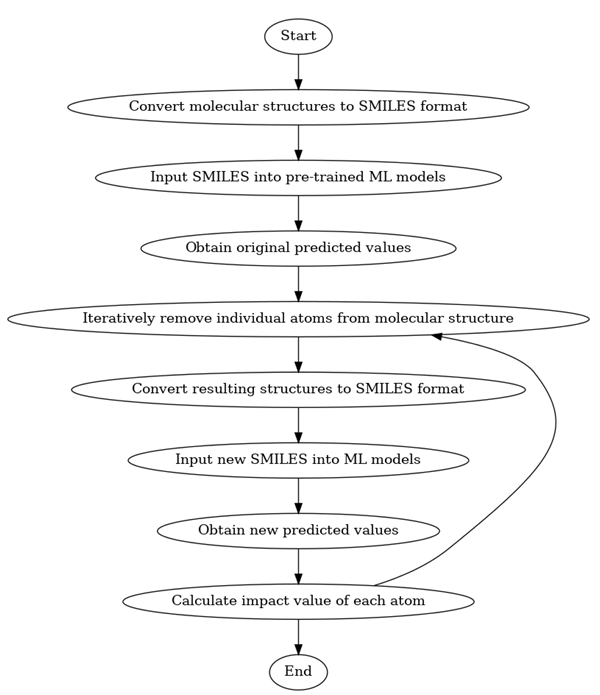 Start
Convert molecular structures to SMILES format
Input SMILES into pre-trained ML models
Obtain original predicted values
Iteratively remove individual atoms from molecular structure
Convert resulting structures to SMILES format
Input new SMILES into ML models
Obtain new predicted values
Calculate impact value of each atom
End